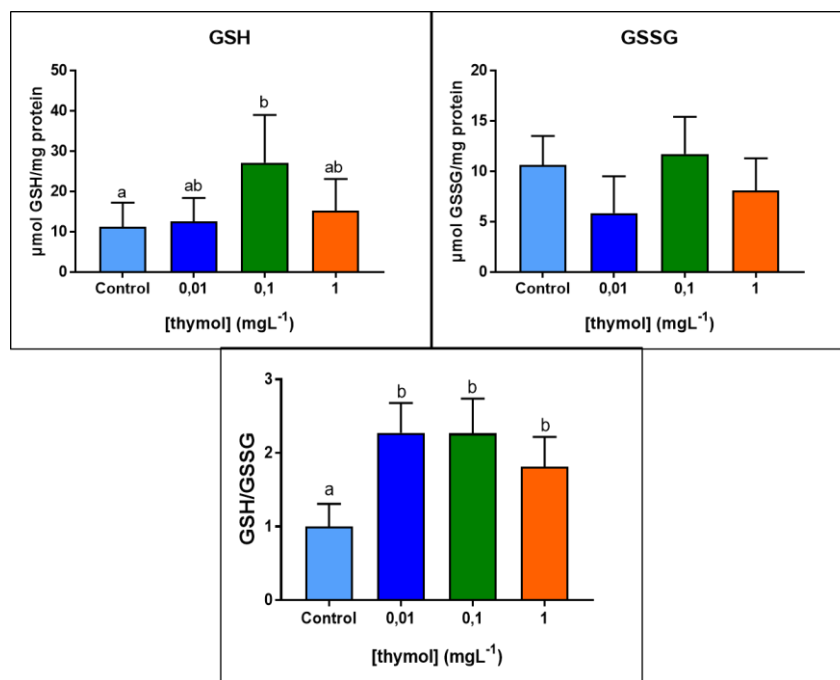 GSH
µmol GSH/mg protein
50
40
30
20
10
0
a
ab
b
ab
Control 0,01 0,1 1
[thymol] (mgL⁻¹)
GSSG
µmol GSSG/mg protein
20
15
10
5
0
Control 0,01 0,1 1
[thymol] (mgL⁻¹)
GSH/GSSG
3
2
1
0
a
b
b
b
Control 0,01 0,1 1
[thymol] (mgL⁻¹)